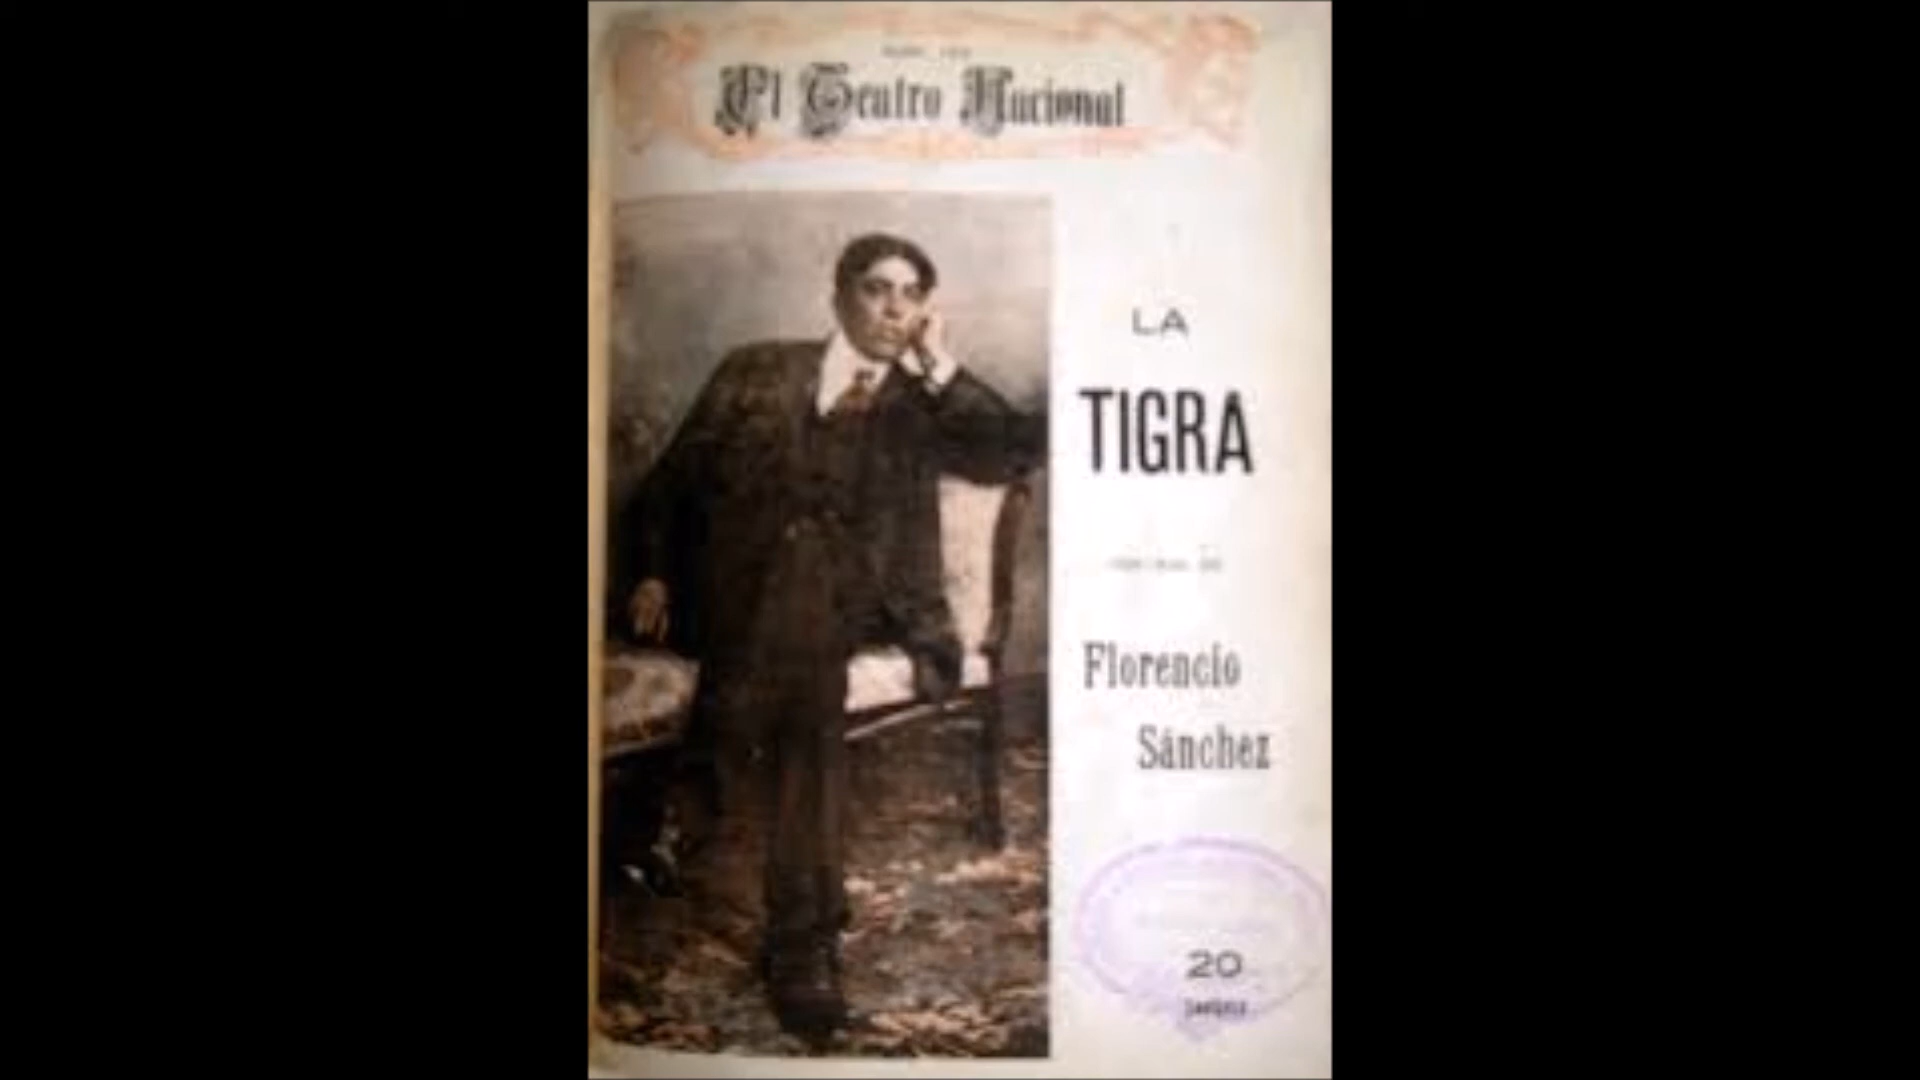 El Teatro Nacional
LA
TIGRA
Florencio
Sánchez
20